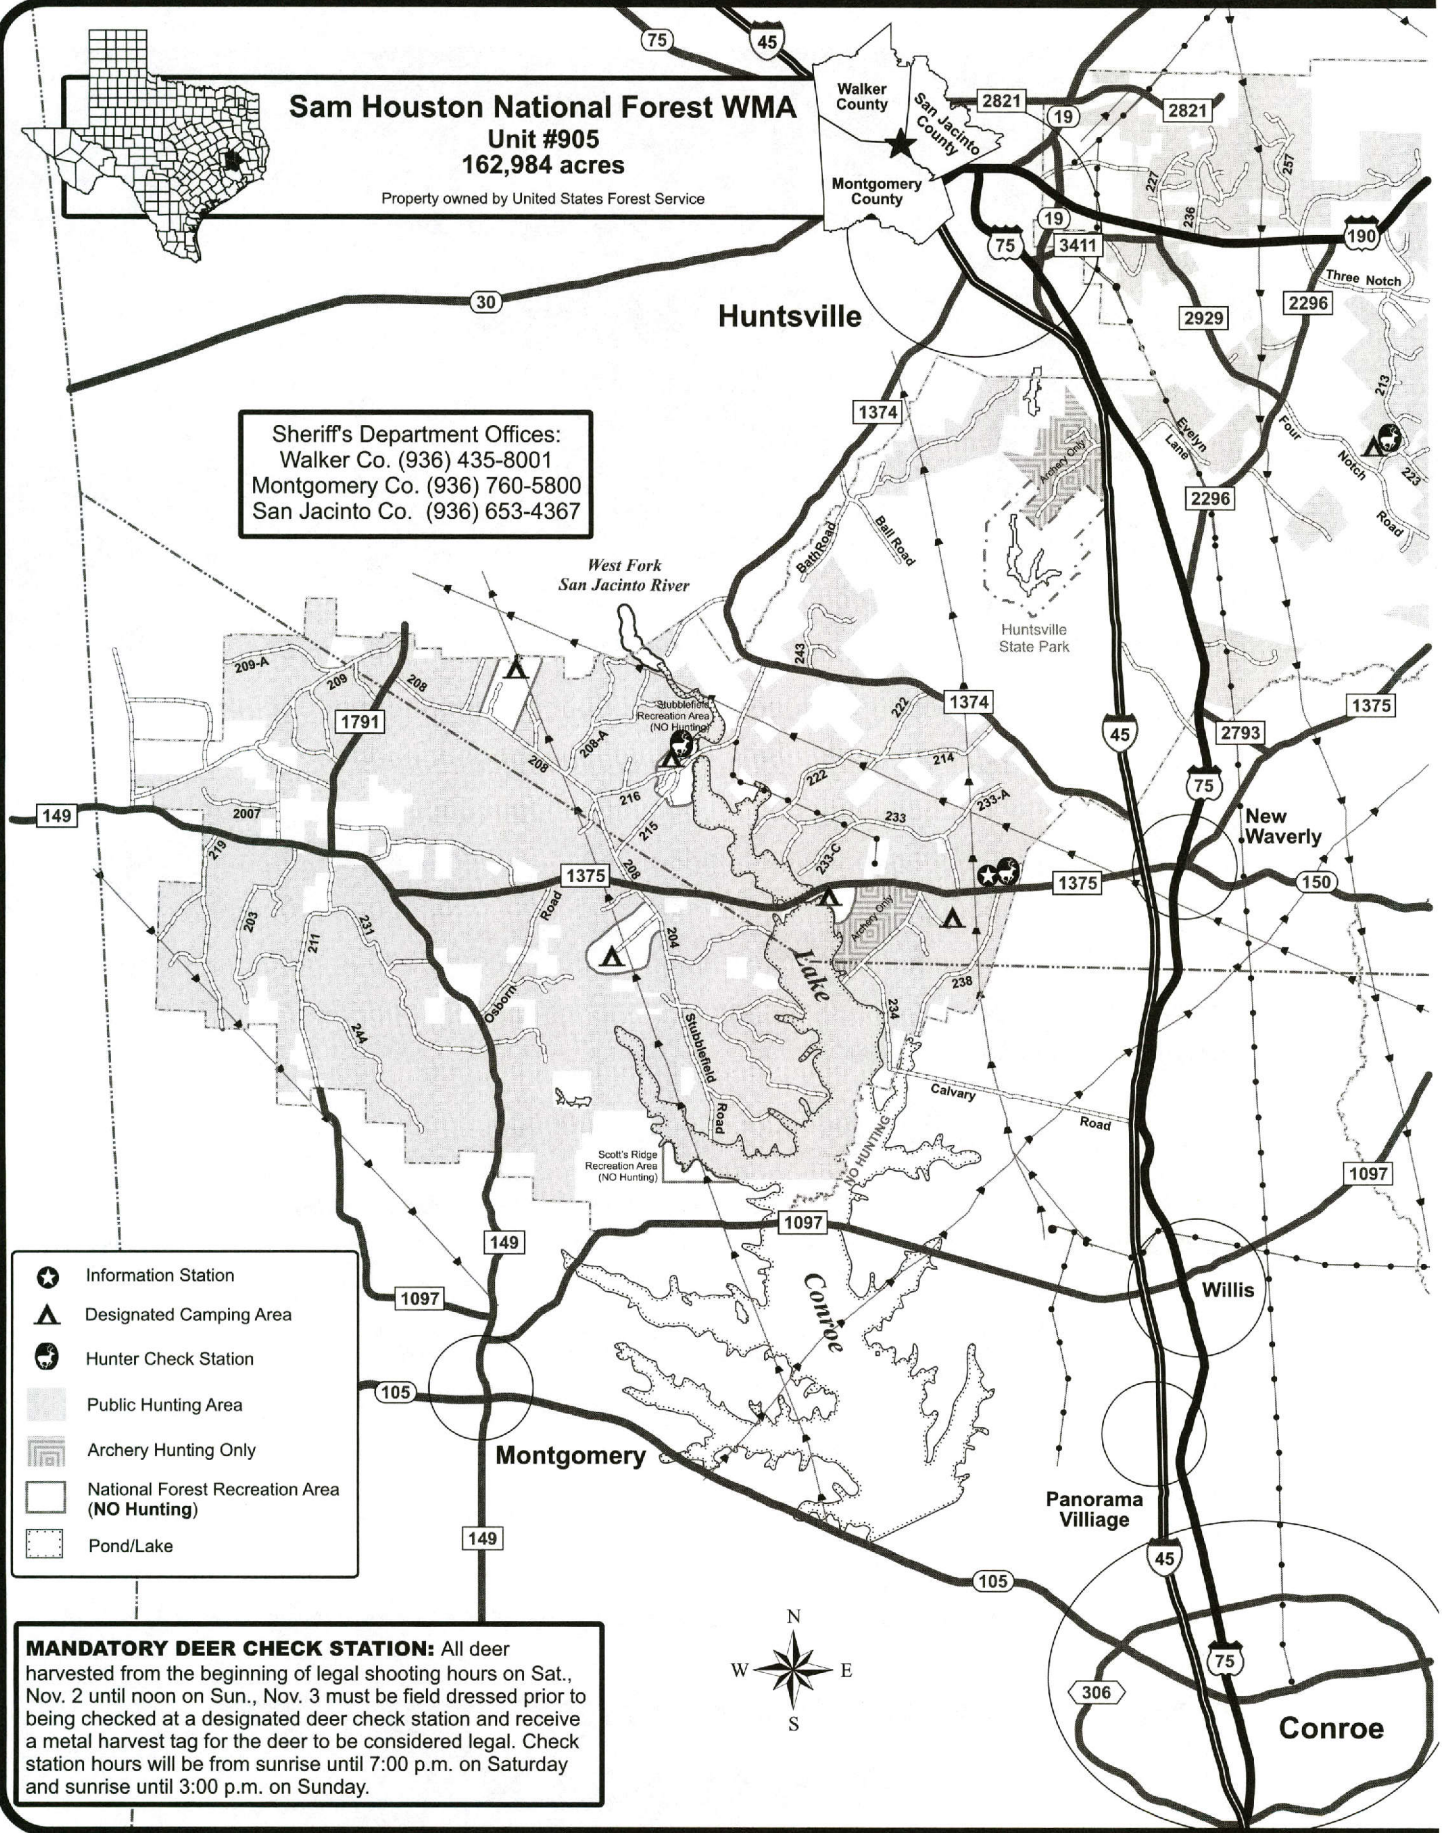 75
45
Sam Houston National Forest WMA
Unit #905
162,984 acres
Property owned by United States Forest Service
Walker
County
San Jacinto
County
Montgomery
County
2821
19
2821
227
257
236
19
75
3411
190
Three Notch
30
Huntsville
2929
2296
213
1374
Evelyn
Lane
Four
Notch
Road
223
Archery Only
2296
Sheriff's Department Offices:
Walker Co. (936) 435-8001
Montgomery Co. (936) 760-5800
San Jacinto Co. (936) 653-4367
Bath Road
Ball Road
West Fork
San Jacinto River
Huntsville
State Park
243
209-A
209
208
1791
Stubblefield
Recreation Area
(NO Hunting)
222
1374
1375
45
2793
208-A
208
214
222
75
216
233-A
149
2007
215
233
New
Waverly
219
233-C
208
1375
1375
150
Road
Archery Only
203
231
211
204
Lake
238
Osborn
234
244
Stubblefield
Road
Calvary
Road
NO HUNTING
Scott's Ridge
Recreation Area
(NO Hunting)
1097
1097
149
Information Station
Designated Camping Area
Hunter Check Station
Public Hunting Area
Archery Hunting Only
National Forest Recreation Area
(NO Hunting)
Pond/Lake
1097
Conroe
Willis
105
Montgomery
Panorama
Villiage
149
45
105
N
W E
S
75
306
Conroe
MANDATORY DEER CHECK STATION: All deer
harvested from the beginning of legal shooting hours on Sat.,
Nov. 2 until noon on Sun., Nov. 3 must be field dressed prior to
being checked at a designated deer check station and receive
a metal harvest tag for the deer to be considered legal. Check
station hours will be from sunrise until 7:00 p.m. on Saturday
and sunrise until 3:00 p.m. on Sunday.